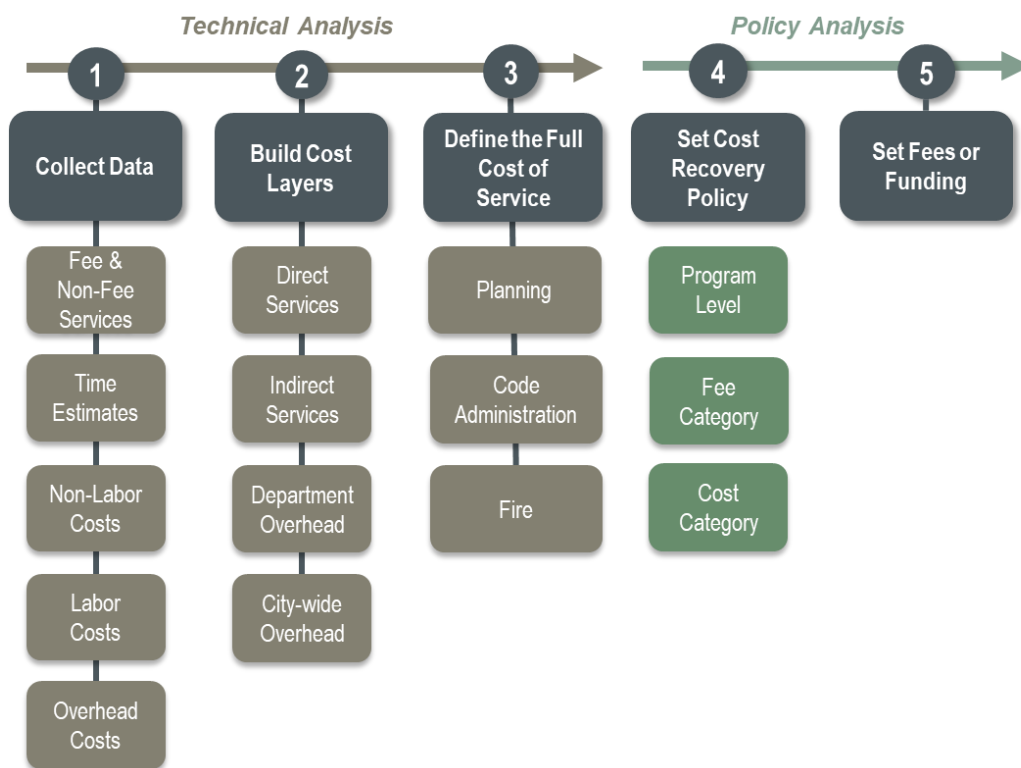 Technical Analysis
Policy Analysis
1
2
3
4
5
Collect Data
Build Cost
Layers
Define the Full
Cost of
Service
Set Cost
Recovery
Policy
Set Fees or
Funding
Fee &
Non-Fee
Services
Time
Estimates
Non-Labor
Costs
Labor
Costs
Overhead
Costs
Direct
Services
Indirect
Services
Department
Overhead
City-wide
Overhead
Planning
Code
Administration
Fire
Program
Level
Fee
Category
Cost
Category